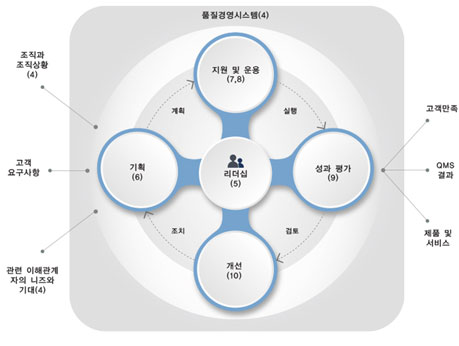 품질경영시스템(4)
조직과
조직상황
(4)
지원 및 운용
(7,8)
계획
실행
고객만족
고객
요구사항
기획
(6)
리더십
(5)
성과 평가
(9)
QMS
결과
조치
검토
제품 및
서비스
관련 이해관계
자의 니즈와
기대(4)
개선
(10)